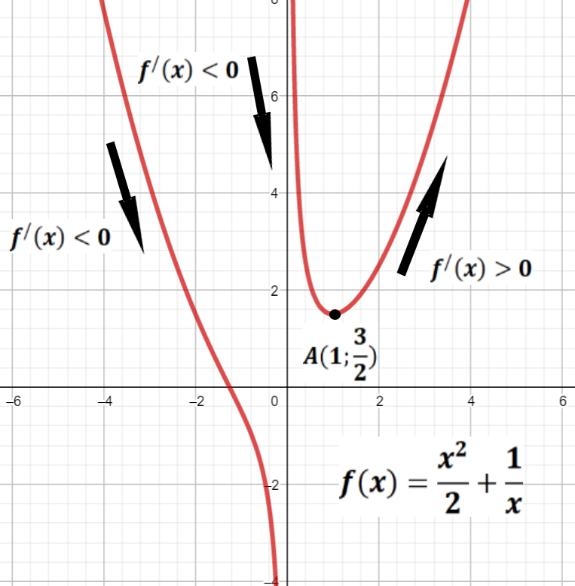 8
f′(x) < 0
6
4
f′(x) < 0
f′(x) > 0
2
A(1; 3/2)
−6 −4 −2 0 2 4 6
f(x) = x²/2 + 1/x
−2
−4